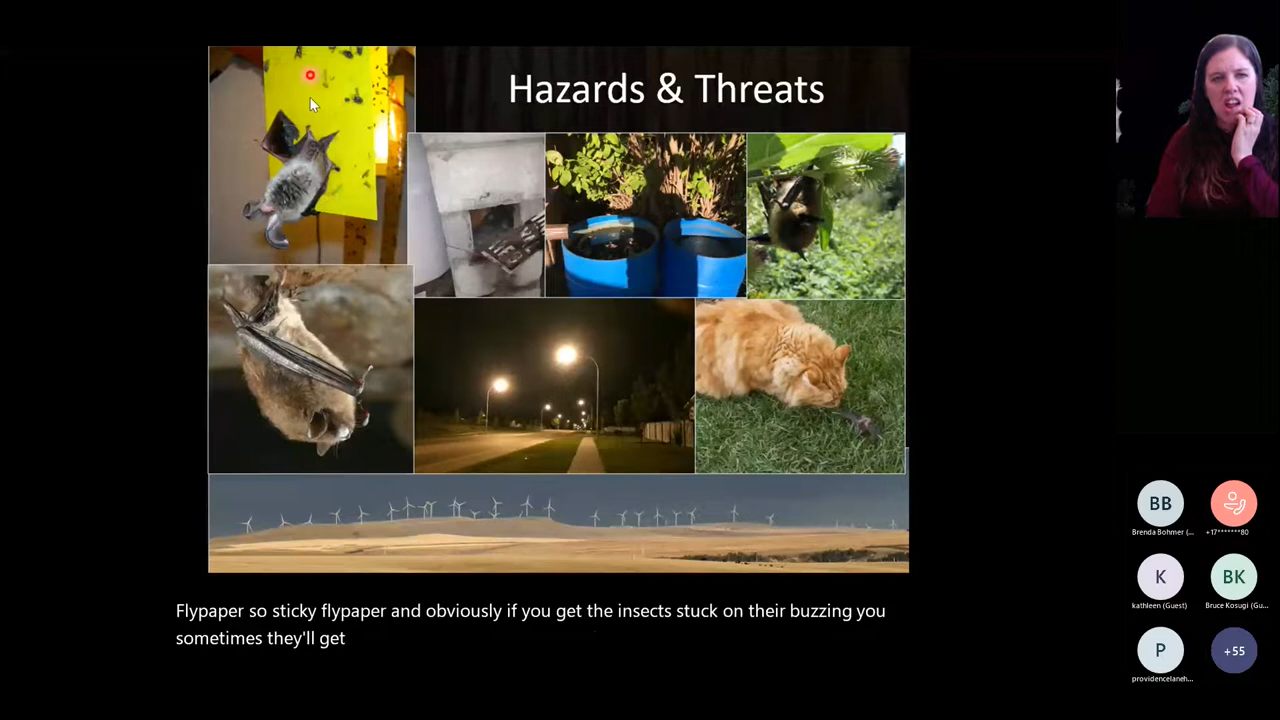 Hazards & Threats
BB
Brenda Bohmer (...
+17*******80
K
kathleen (Guest)
BK
Bruce Kosugi (Gu...
P
providencelaneh...
+55
Flypaper so sticky flypaper and obviously if you get the insects stuck on their buzzing you
sometimes they'll get